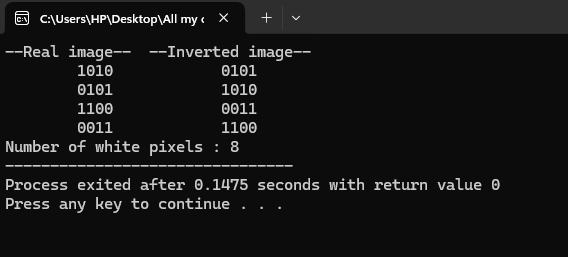 C:\Users\HP\Desktop\All my c
--Real image--  --Inverted image--
        1010            0101
        0101            1010
        1100            0011
        0011            1100
Number of white pixels : 8
--------------------------------
Process exited after 0.1475 seconds with return value 0
Press any key to continue . . .